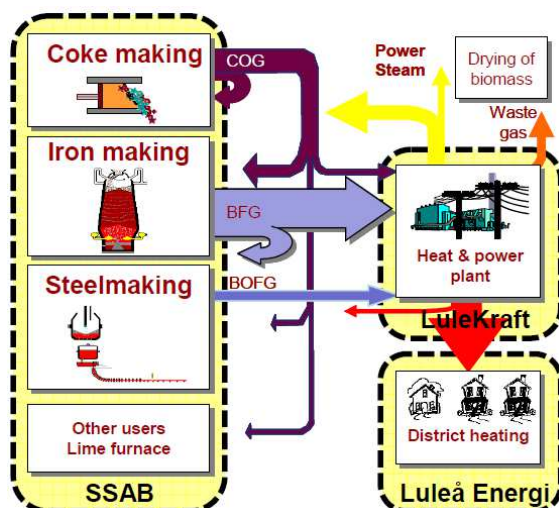 Coke making
Iron making
Steelmaking
Other users
Lime furnace
SSAB
COG
BFG
BOFG
Power
Steam
Drying of
biomass
Waste
gas
Heat & power
plant
LuleKraft
District heating
Luleå Energi